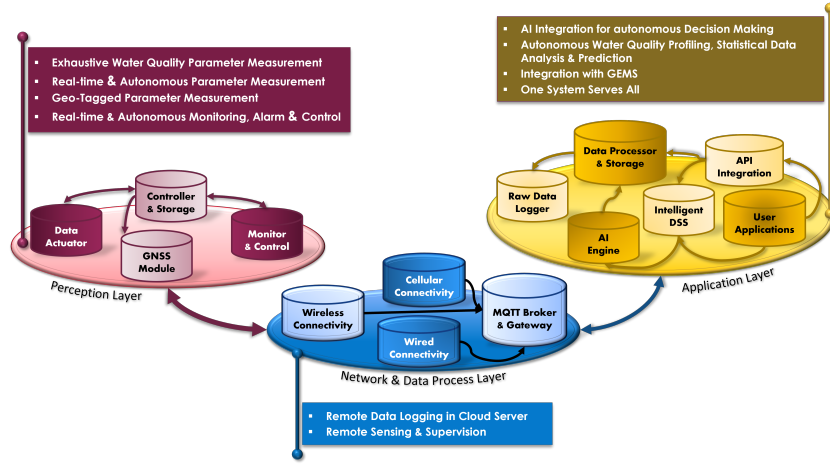 Exhaustive Water Quality Parameter Measurement
Real-time & Autonomous Parameter Measurement
Geo-Tagged Parameter Measurement
Real-time & Autonomous Monitoring, Alarm & Control
AI Integration for autonomous Decision Making
Autonomous Water Quality Profiling, Statistical Data
Analysis & Prediction
Integration with GEMS
One System Serves All
Controller
& Storage
Data
Actuator
GNSS
Module
Monitor
& Control
Perception Layer
Data Processor
& Storage
API
Integration
Raw Data
Logger
Intelligent
DSS
User
Applications
AI
Engine
Application Layer
Cellular
Connectivity
Wireless
Connectivity
MQTT Broker
& Gateway
Wired
Connectivity
Network & Data Process Layer
Remote Data Logging in Cloud Server
Remote Sensing & Supervision